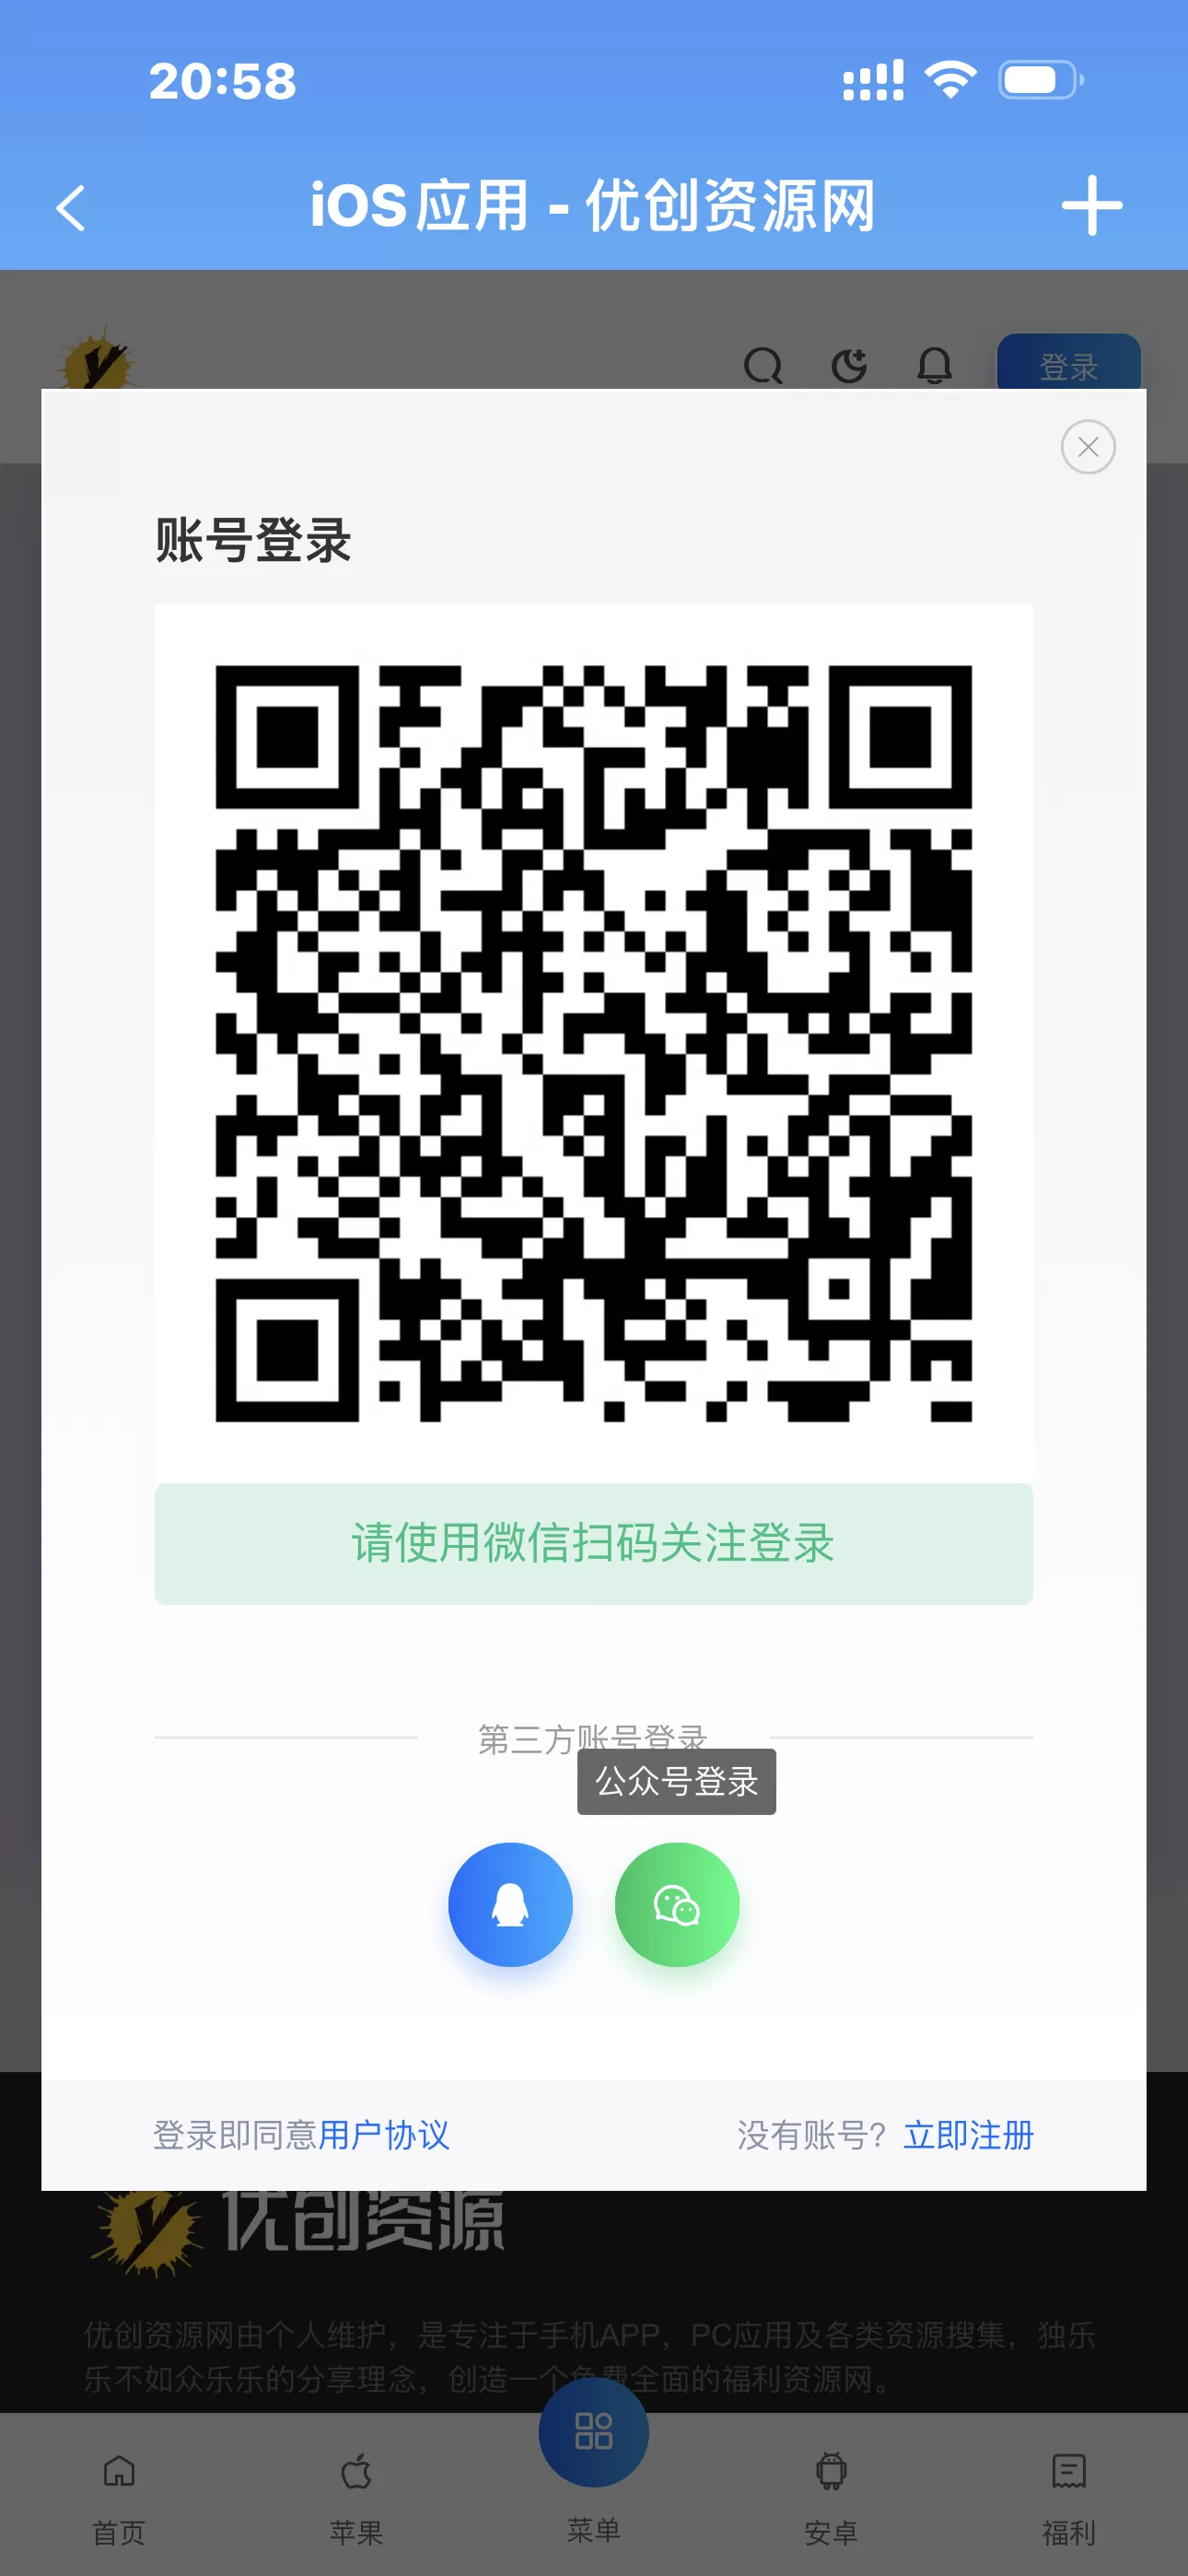 20:58
iOS应用 - 优创资源网
登录
账号登录
请使用微信扫码关注登录
第三方账号登录
公众号登录
登录即同意用户协议
没有账号？ 立即注册
优创资源
优创资源网由个人维护，是专注于手机APP，PC应用及各类资源搜集，独乐
乐不如众乐乐的分享理念，创造一个免费全面的福利资源网。
首页
苹果
菜单
安卓
福利